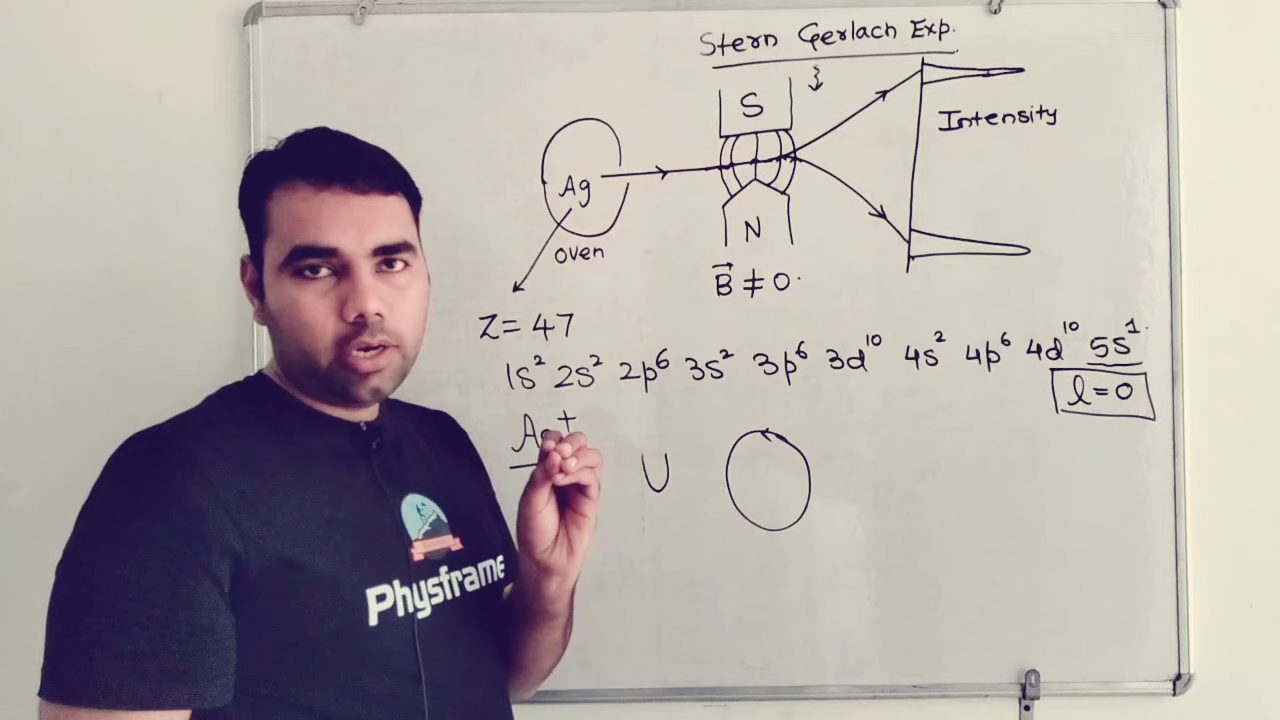 Stern Gerlach Exp.
S
Intensity
Ag
N
oven
B⃗ ≠ 0.
Z = 47
1s² 2s² 2p⁶ 3s² 3p⁶ 3d¹⁰ 4s² 4p⁶ 4d¹⁰ 5s¹.
l = 0
Ag⁺
U
Physframe